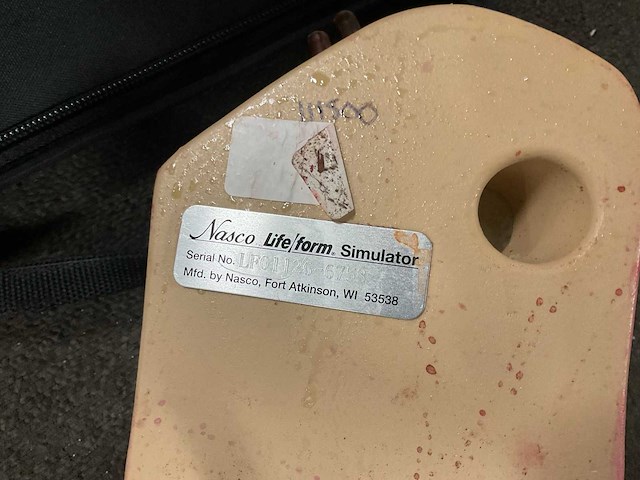 Nasco Life/form® Simulator
Serial No.
Mfd. by Nasco, Fort Atkinson, WI 53538